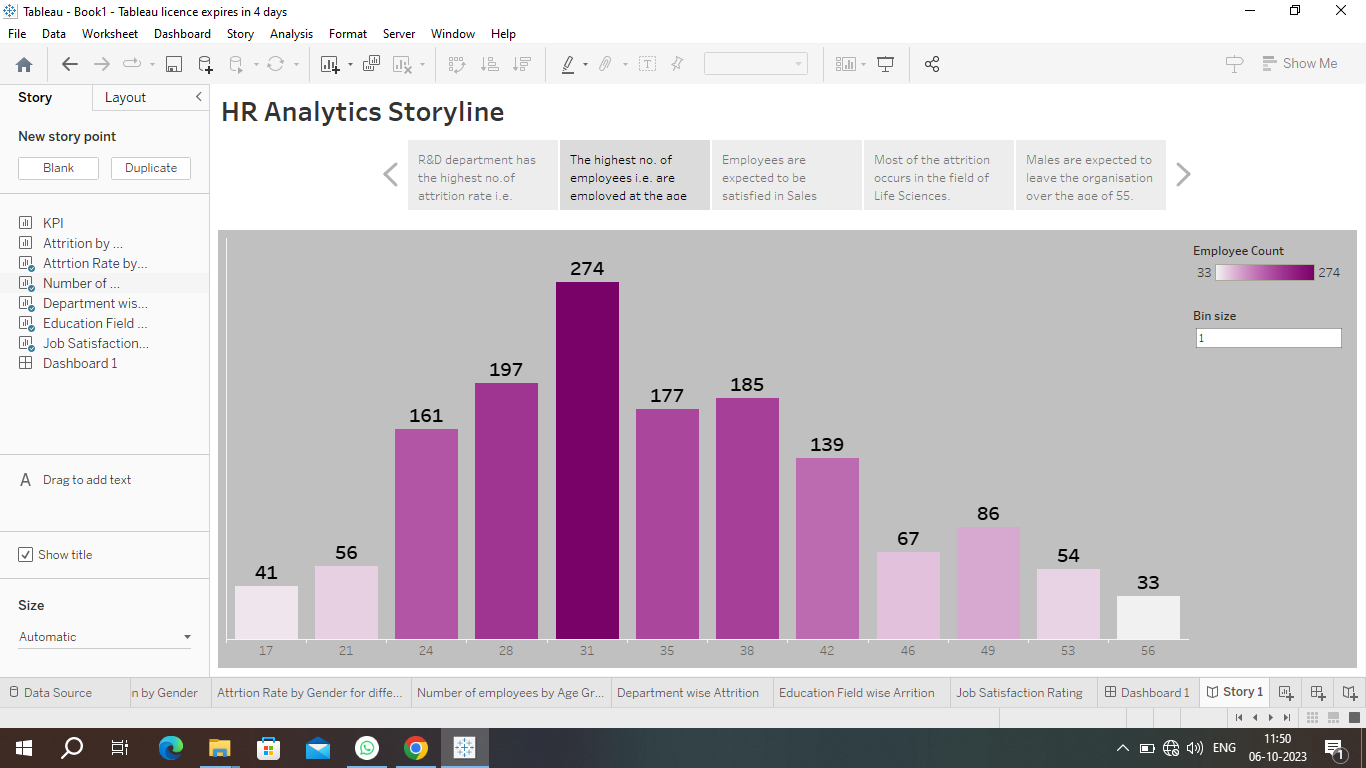 Tableau - Book1 - Tableau licence expires in 4 days
File Data Worksheet Dashboard Story Analysis Format Server Window Help
Show Me
Story Layout
New story point
Blank Duplicate
KPI
Attrition by ...
Attrtion Rate by...
Number of ...
Department wis...
Education Field ...
Job Satisfaction...
Dashboard 1
A Drag to add text
Show title
Size
Automatic
HR Analytics Storyline
R&D department has
the highest no.of
attrition rate i.e.
The highest no. of
employees i.e. are
employed at the age
Employees are
expected to be
satisfied in Sales
Most of the attrition
occurs in the field of
Life Sciences.
Males are expected to
leave the organisation
over the age of 55.
Employee Count
33 274
Bin size
1
41 56 161 197 274 177 185 139 67 86 54 33
17 21 24 28 31 35 38 42 46 49 53 56
Data Source n by Gender Attrtion Rate by Gender for diffe... Number of employees by Age Gr... Department wise Attrition Education Field wise Arrition Job Satisfaction Rating Dashboard 1 Story 1
ENG
11:50
06-10-2023
1